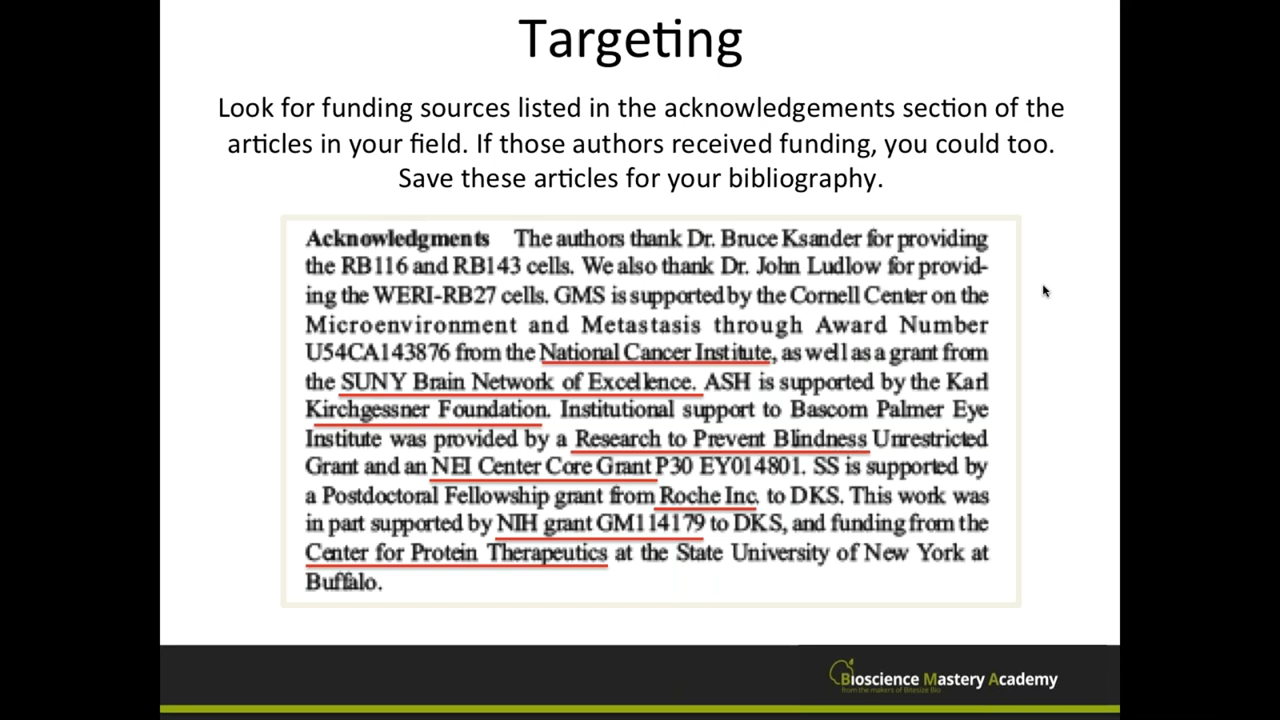 Targeting
Look for funding sources listed in the acknowledgements section of the
articles in your field. If those authors received funding, you could too.
Save these articles for your bibliography.
Acknowledgments The authors thank Dr. Bruce Ksander for providing
the RB116 and RB143 cells. We also thank Dr. John Ludlow for provid-
ing the WERI-RB27 cells. GMS is supported by the Cornell Center on the
Microenvironment and Metastasis through Award Number
U54CA143876 from the National Cancer Institute, as well as a grant from
the SUNY Brain Network of Excellence. ASH is supported by the Karl
Kirchgessner Foundation. Institutional support to Bascom Palmer Eye
Institute was provided by a Research to Prevent Blindness Unrestricted
Grant and an NEI Center Core Grant P30 EY014801. SS is supported by
a Postdoctoral Fellowship grant from Roche Inc. to DKS. This work was
in part supported by NIH grant GM114179 to DKS, and funding from the
Center for Protein Therapeutics at the State University of New York at
Buffalo.
Bioscience Mastery Academy
from the makers of Bitesize Bio